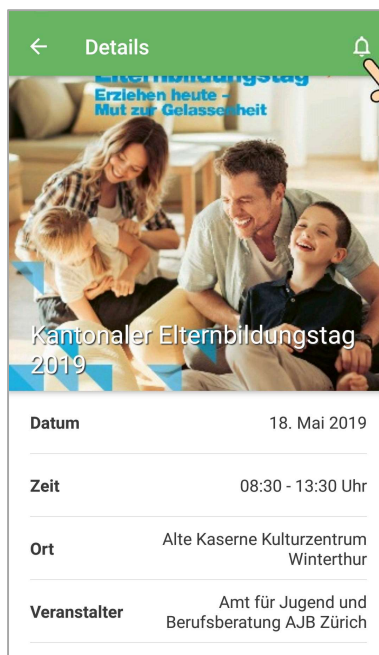 Details
Elternbildungstag
Erziehen heute –
Mut zur Gelassenheit
Kantonaler Elternbildungstag
2019
Datum
18. Mai 2019
Zeit
08:30 - 13:30 Uhr
Ort
Alte Kaserne Kulturzentrum
Winterthur
Veranstalter
Amt für Jugend und
Berufsberatung AJB Zürich